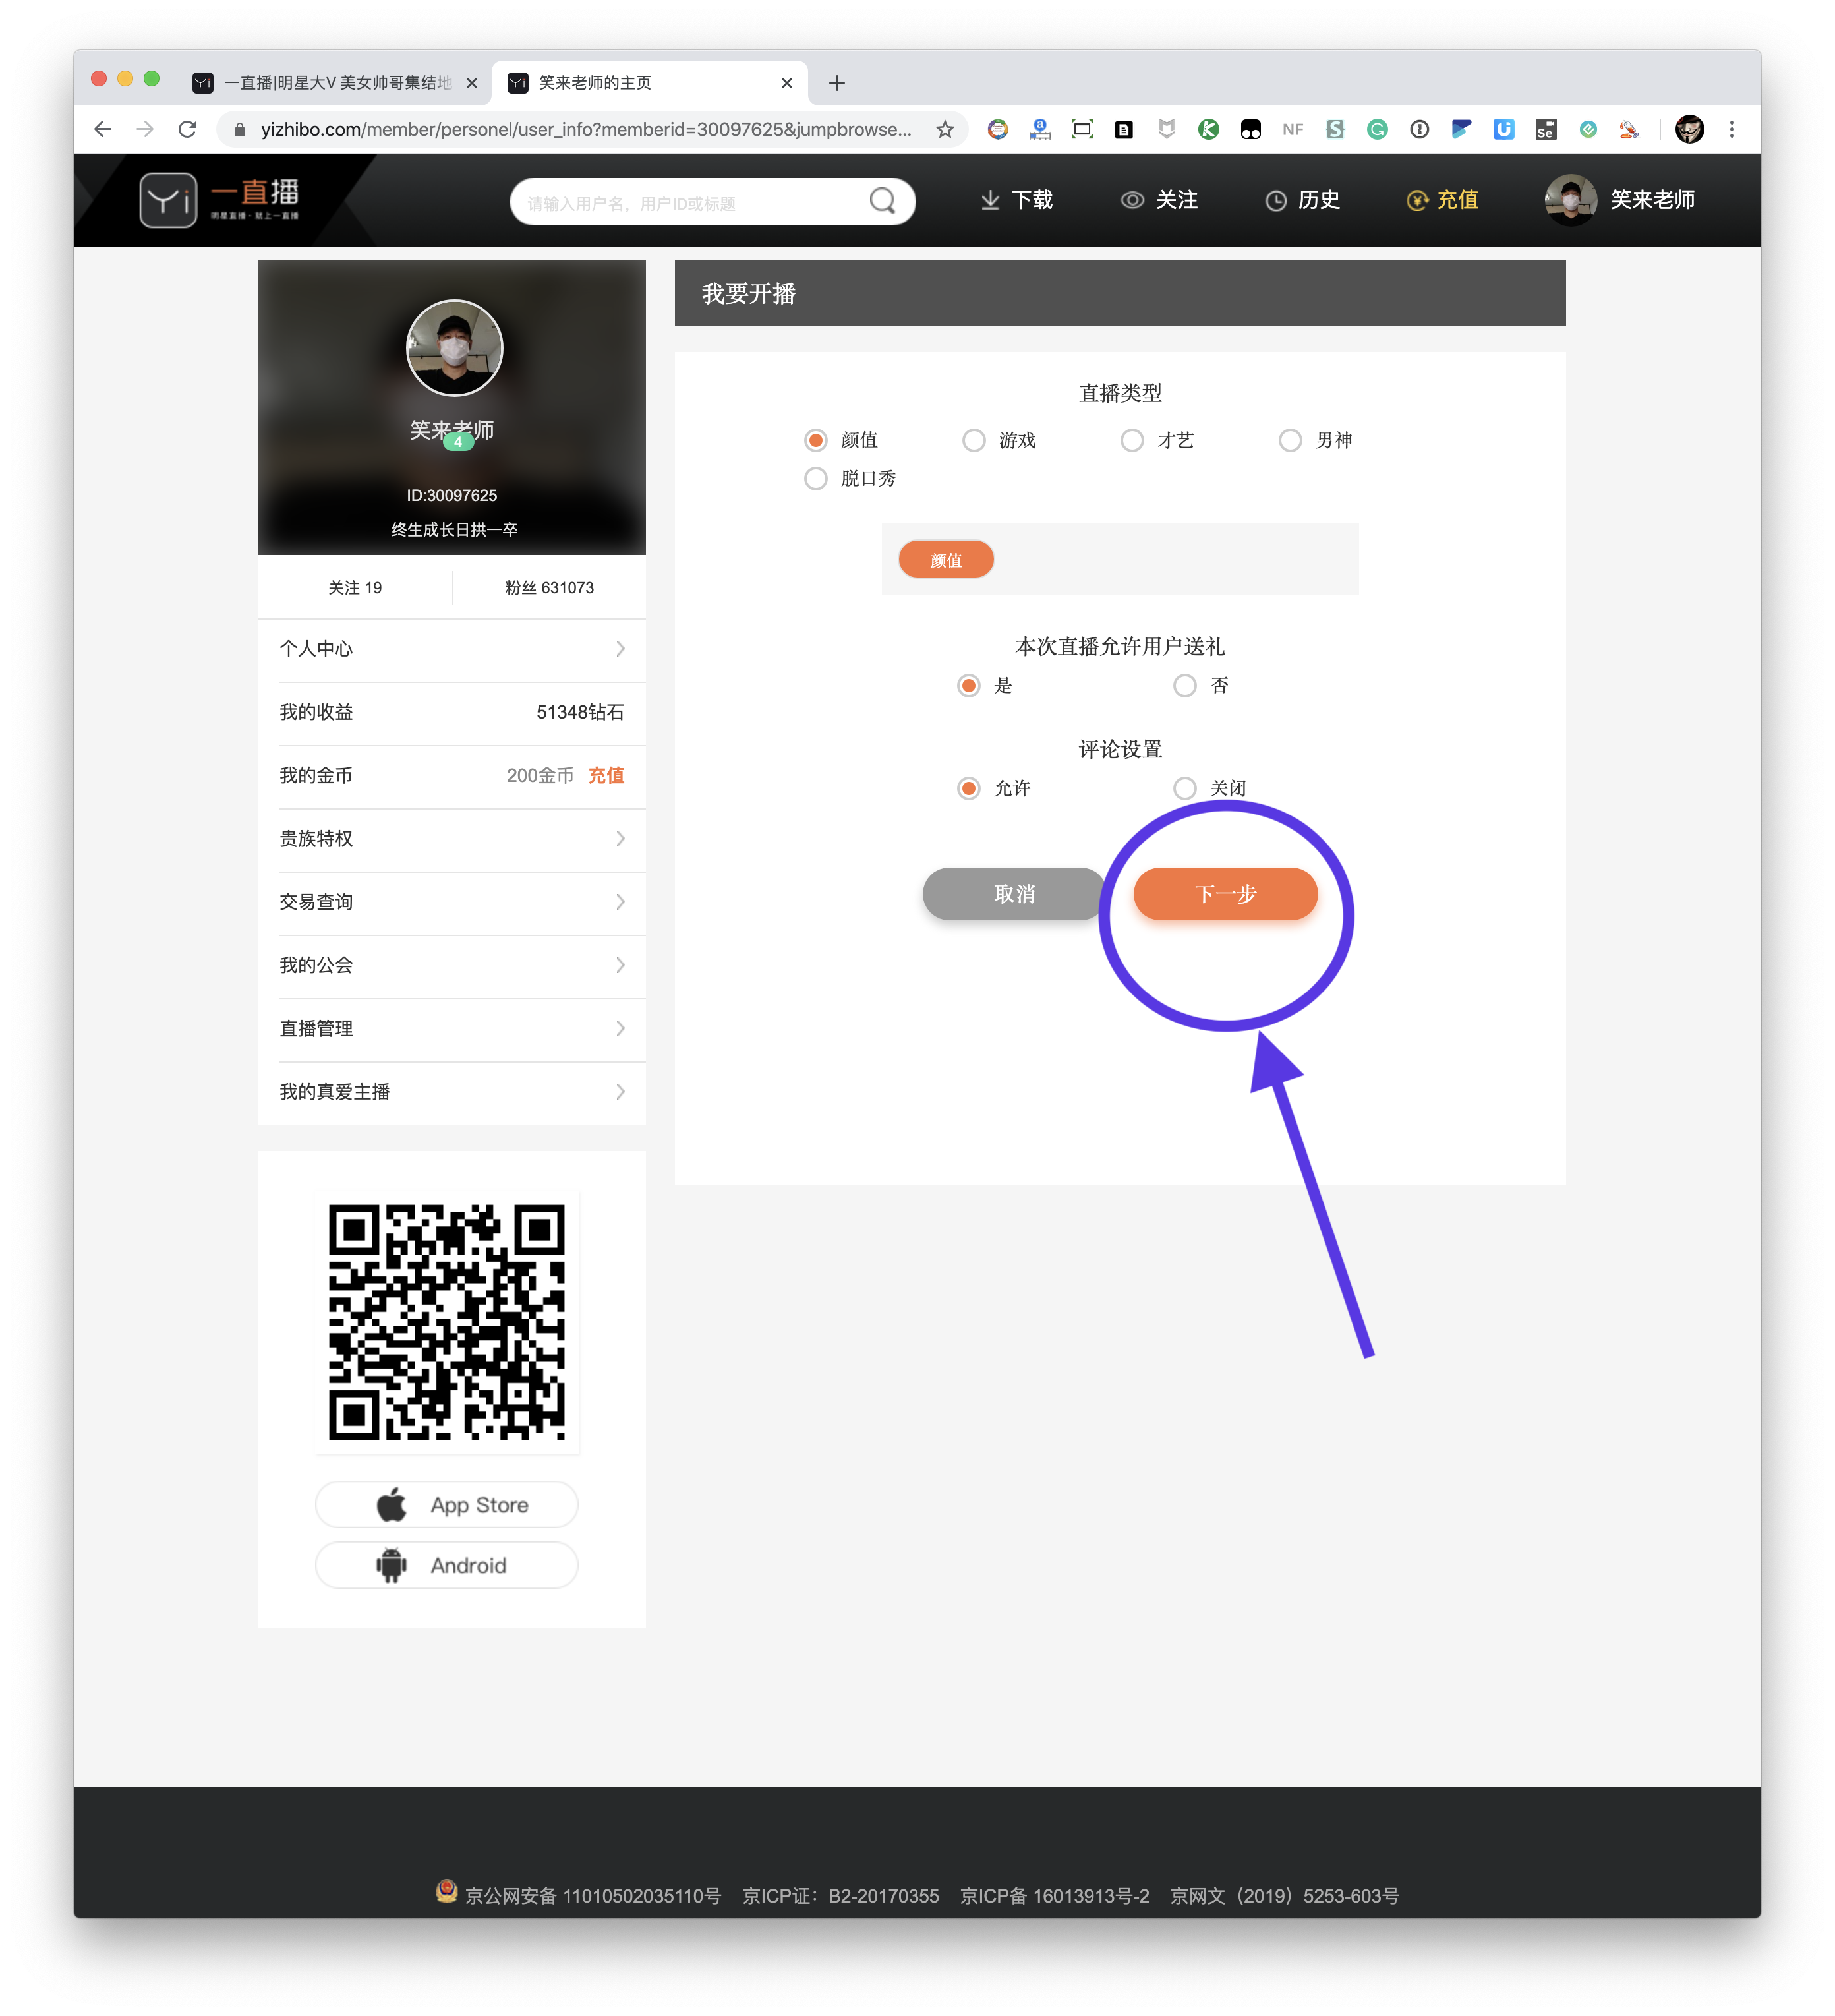 一直播|明星大V 美女帅哥集结地
笑来老师的主页
yizhibo.com/member/personel/user_info?memberid=30097625&jumpbrowse...
NF
Se
Yi 一直播
明星直播·就上一直播
请输入用户名，用户ID或标题
下载
关注
历史
充值
笑来老师
笑来老师
4
ID:30097625
终生成长日拱一卒
关注 19
粉丝 631073
个人中心
我的收益 51348钻石
我的金币 200金币 充值
贵族特权
交易查询
我的公会
直播管理
我的真爱主播
App Store
Android
我要开播
直播类型
颜值 游戏 才艺 男神
脱口秀
颜值
本次直播允许用户送礼
是 否
评论设置
允许 关闭
取消 下一步
京公网安备 11010502035110号 京ICP证：B2-20170355 京ICP备 16013913号-2 京网文（2019）5253-603号